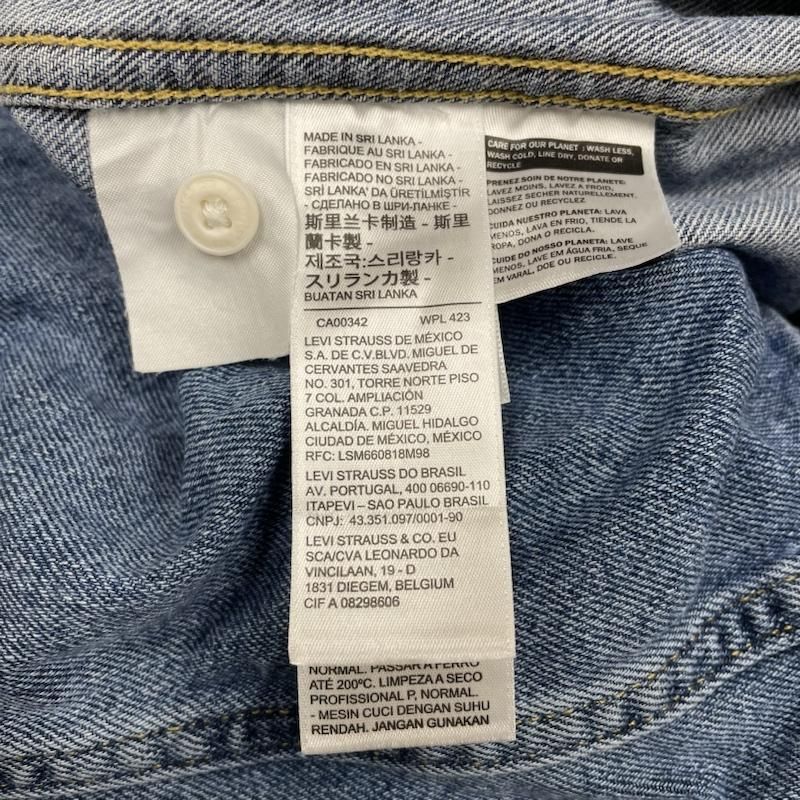 MADE IN SRI LANKA -
FABRIQUE AU SRI LANKA -
FABRICADO EN SRI LANKA -
FABRICADO NO SRI LANKA -
SRİ LANKA' DA ÜRETİLMİŞTİR
- СДЕЛАНО В ШРИ-ЛАНКЕ -
斯里兰卡制造 - 斯里
蘭卡製 -
제조국:스리랑카 -
スリランカ製 -
BUATAN SRI LANKA
CA00342 WPL 423
LEVI STRAUSS DE MÉXICO
S.A. DE C.V.BLVD. MIGUEL DE
CERVANTES SAAVEDRA
NO. 301, TORRE NORTE PISO
7 COL. AMPLIACIÓN
GRANADA C.P. 11529
ALCALDÍA. MIGUEL HIDALGO
CIUDAD DE MÉXICO, MÉXICO
RFC: LSM660818M98
LEVI STRAUSS DO BRASIL
AV. PORTUGAL, 400 06690-110
ITAPEVI – SAO PAULO BRASIL
CNPJ: 43.351.097/0001-90
LEVI STRAUSS & CO. EU
SCA/CVA LEONARDO DA
VINCILAAN, 19 - D
1831 DIEGEM, BELGIUM
CIF A 08298606
NORMAL. PASSAR A FERRO
ATÉ 200ºC. LIMPEZA A SECO
PROFISSIONAL P, NORMAL.
- MESIN CUCI DENGAN SUHU
RENDAH. JANGAN GUNAKAN
CARE FOR OUR PLANET : WASH LESS,
WASH COLD, LINE DRY, DONATE OR
RECYCLE
PRENEZ SOIN DE NOTRE PLANETE:
LAVEZ MOINS, LAVEZ A FROID,
LAISSEZ SECHER NATURELLEMENT,
DONNEZ OU RECYCLEZ
CUIDA NUESTRO PLANETA: LAVA
MENOS, LAVA EN FRIO, TIENDE LA
ROPA, DONA O RECICLA.
CUIDE DO NOSSO PLANETA: LAVE
MENOS, LAVE EM ÁGUA FRIA, SEQUE
EM VARAL, DOE OU RECICLE.